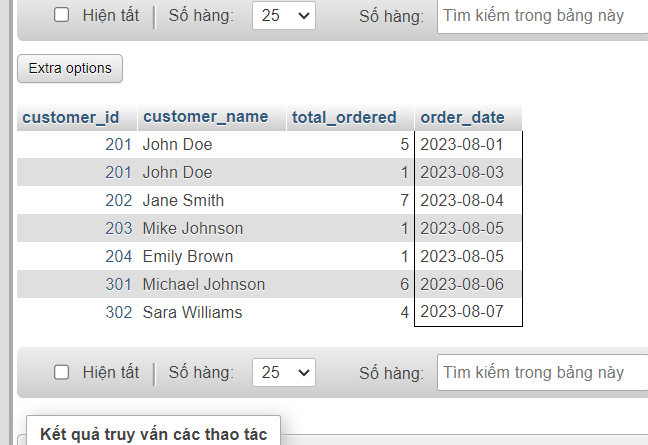 Hiện tất Số hàng: 25 Số hàng: Tìm kiếm trong bảng này
Extra options
customer_id customer_name total_ordered order_date
201 John Doe 5 2023-08-01
201 John Doe 1 2023-08-03
202 Jane Smith 7 2023-08-04
203 Mike Johnson 1 2023-08-05
204 Emily Brown 1 2023-08-05
301 Michael Johnson 6 2023-08-06
302 Sara Williams 4 2023-08-07
Hiện tất Số hàng: 25 Số hàng: Tìm kiếm trong bảng này
Kết quả truy vấn các thao tác